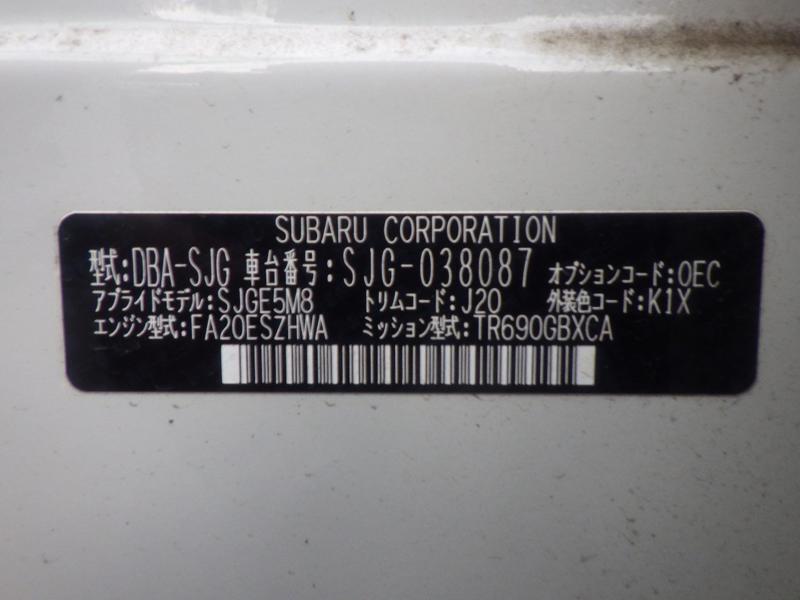 SUBARU CORPORATION
型式:DBA-SJG 車台番号:SJG-038087 オプションコード:OEC
アプライドモデル:SJGE5M8 トリムコード:J20 外装色コード:K1X
エンジン型式:FA20ESZHWA ミッション型式:TR690GBXCA